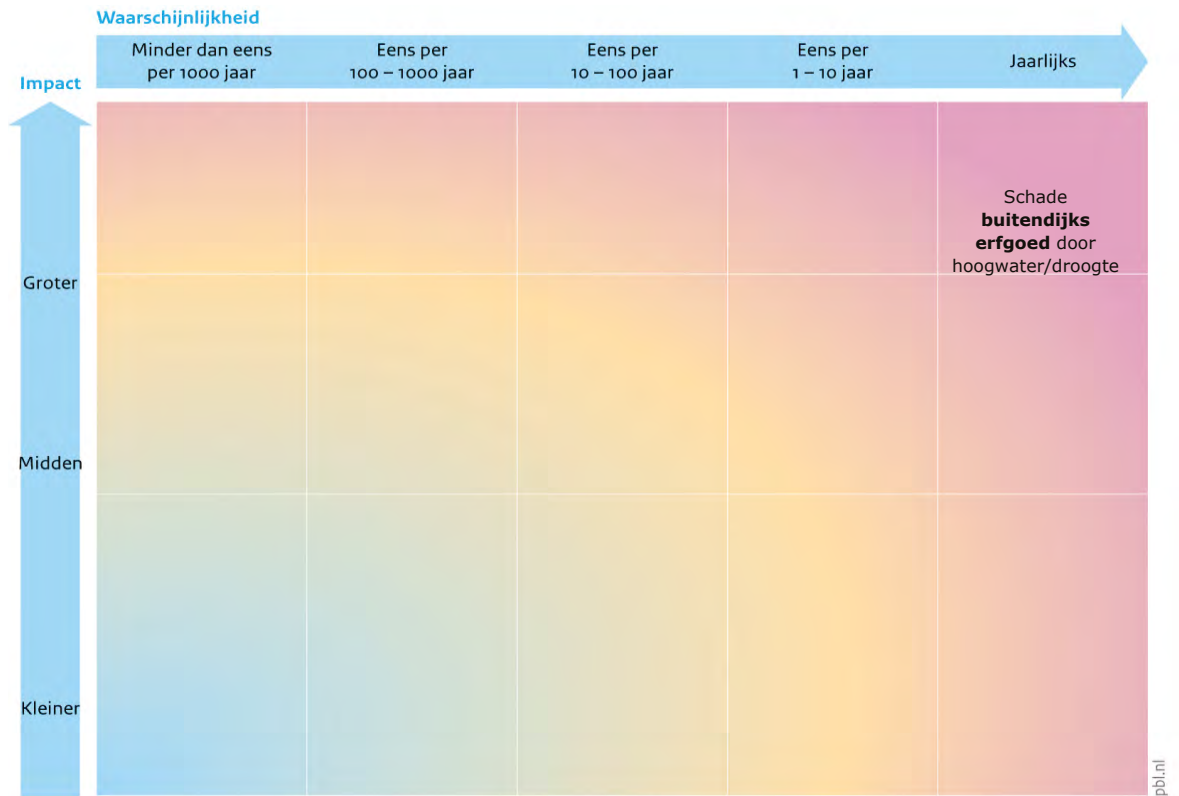 Waarschijnlijkheid
Minder dan eens
per 1000 jaar
Eens per
100 – 1000 jaar
Eens per
10 – 100 jaar
Eens per
1 – 10 jaar
Jaarlijks
Impact
Schade
buitendijks
erfgoed door
hoogwater/droogte
Groter
Midden
Kleiner
pbl.nl